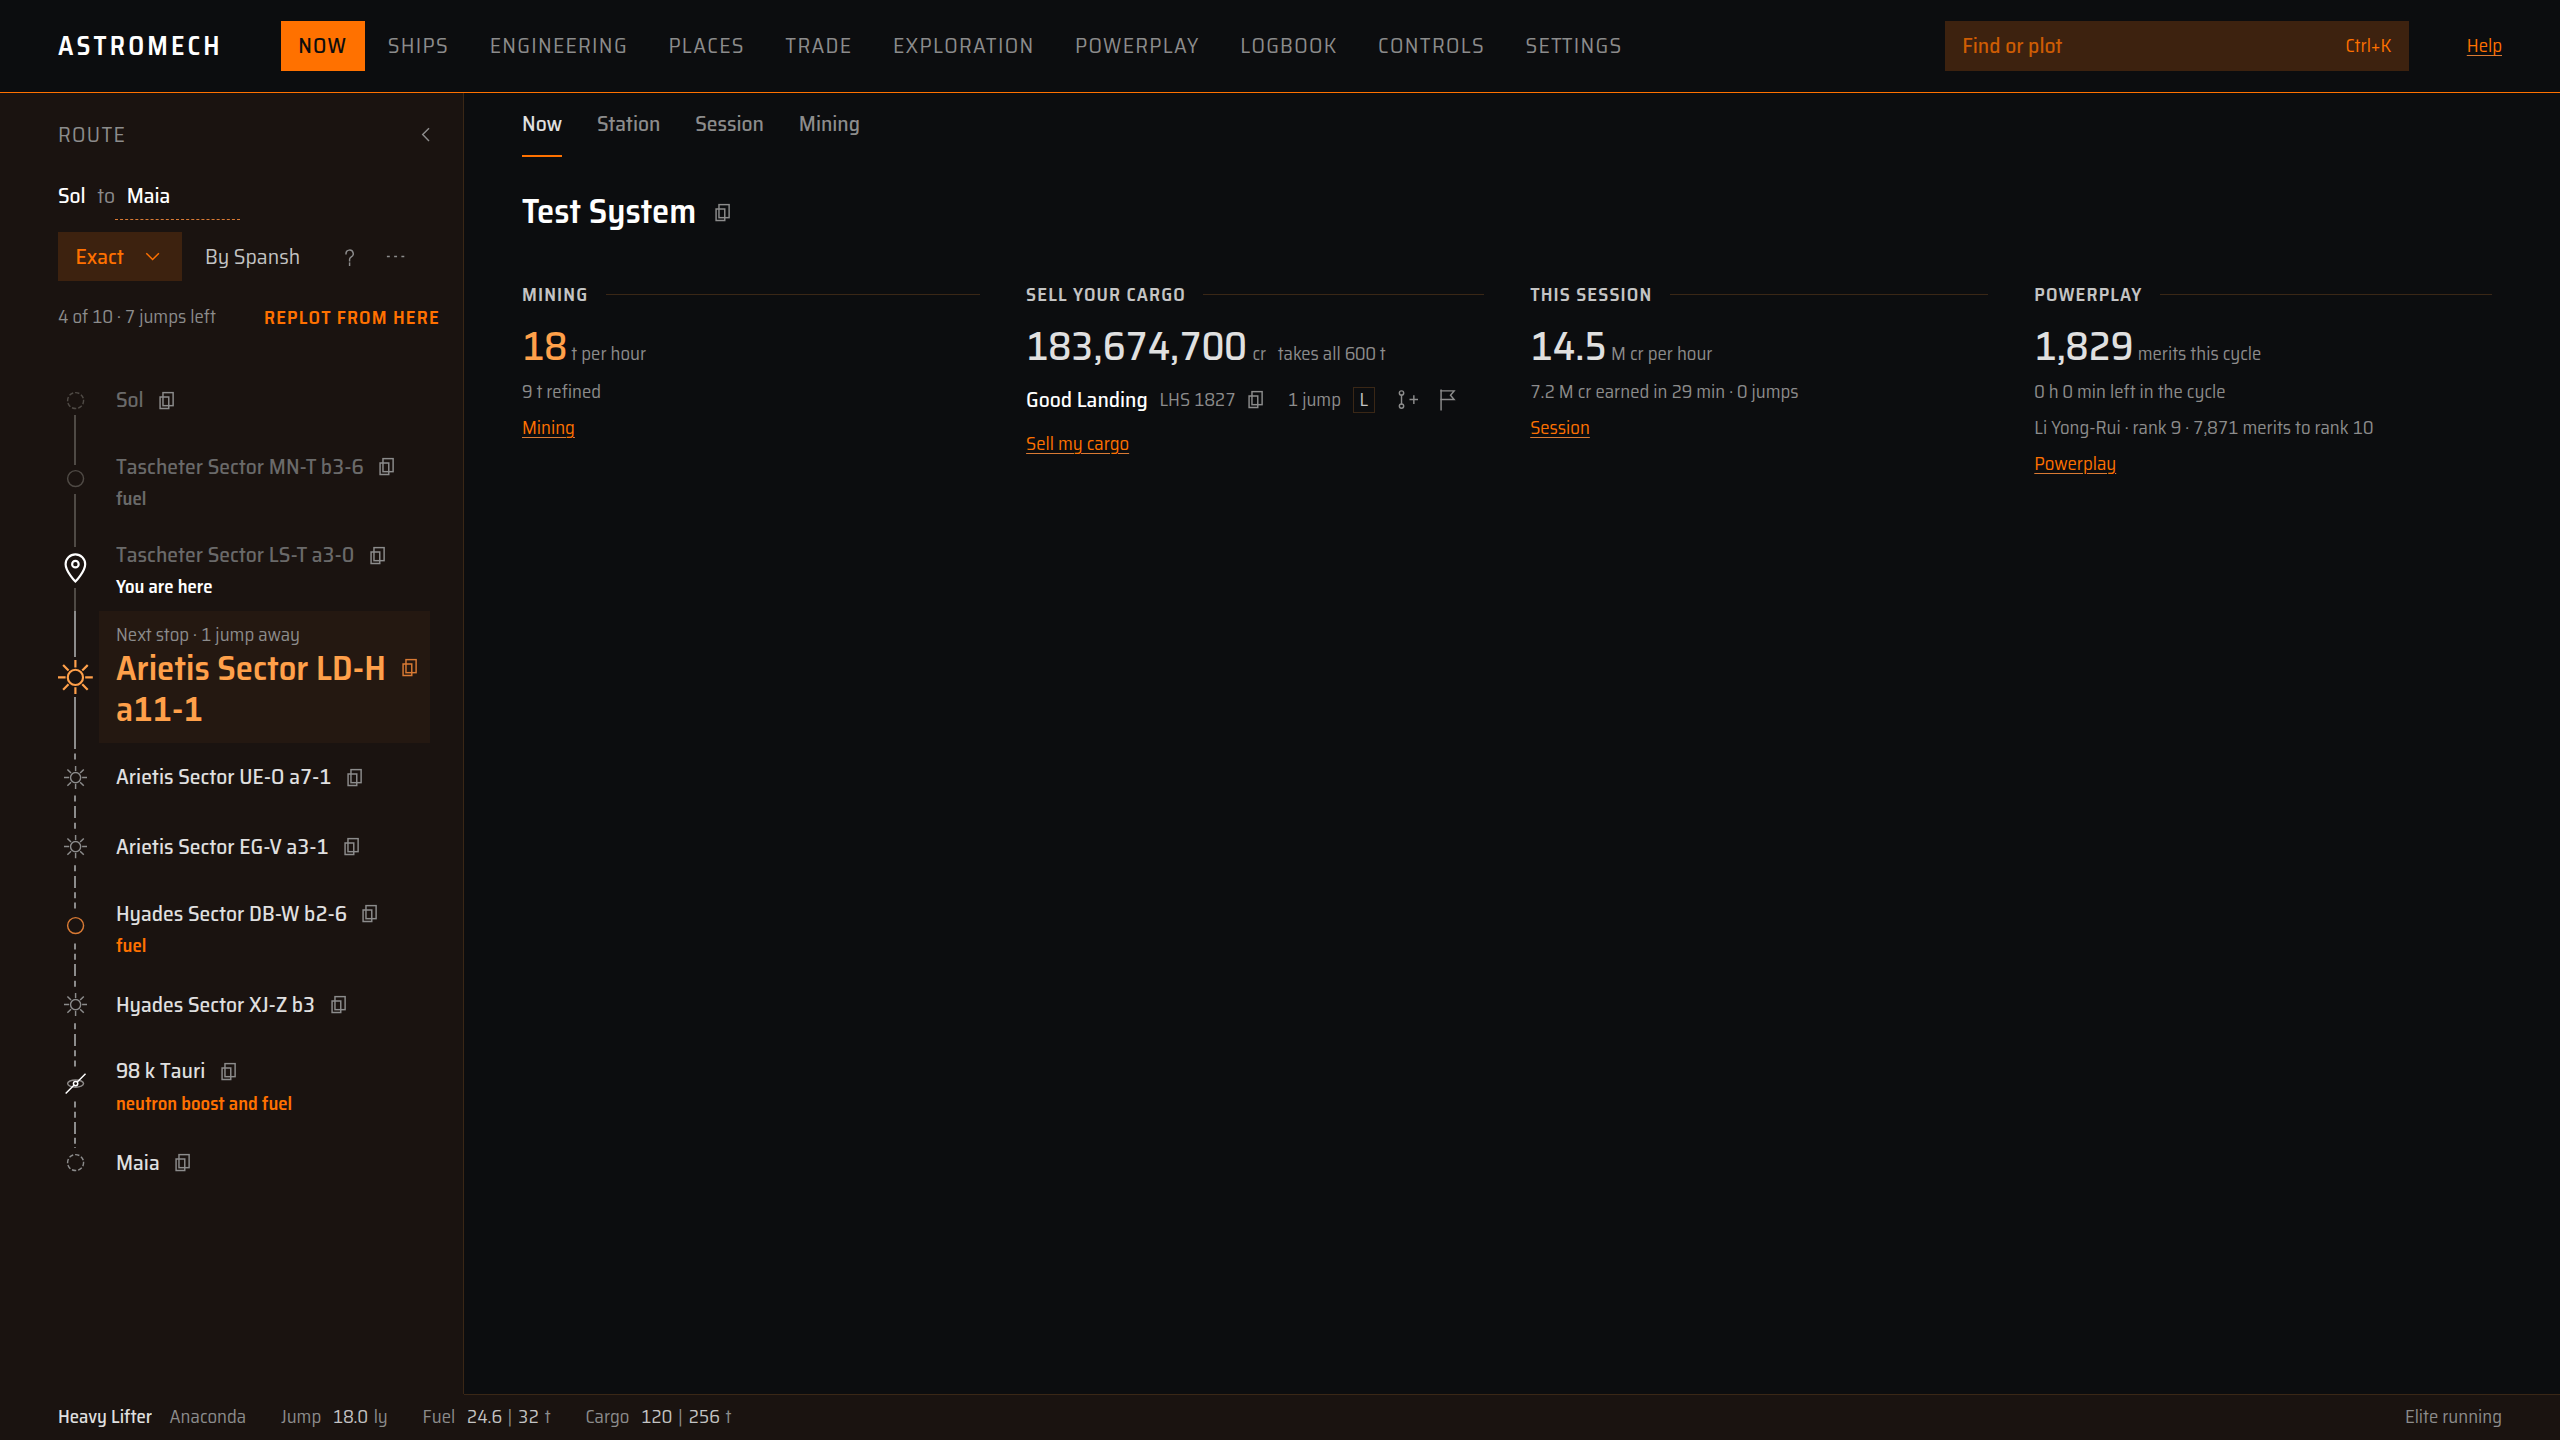 ASTROMECH NOW SHIPS ENGINEERING PLACES TRADE EXPLORATION POWERPLAY LOGBOOK CONTROLS SETTINGS Find or plot Ctrl+K Help
ROUTE
Sol to Maia
Exact By Spansh ? ···
4 of 10 · 7 jumps left REPLOT FROM HERE
Sol
Tascheter Sector MN-T b3-6
fuel
Tascheter Sector LS-T a3-0
You are here
Next stop · 1 jump away
Arietis Sector LD-H
a11-1
Arietis Sector UE-O a7-1
Arietis Sector EG-V a3-1
Hyades Sector DB-W b2-6
fuel
Hyades Sector XJ-Z b3
98 k Tauri
neutron boost and fuel
Maia
Now Station Session Mining
Test System
MINING
18 t per hour
9 t refined
Mining
SELL YOUR CARGO
183,674,700 cr takes all 600 t
Good Landing LHS 1827 1 jump L
Sell my cargo
THIS SESSION
14.5 M cr per hour
7.2 M cr earned in 29 min · 0 jumps
Session
POWERPLAY
1,829 merits this cycle
0 h 0 min left in the cycle
Li Yong-Rui · rank 9 · 7,871 merits to rank 10
Powerplay
Heavy Lifter Anaconda Jump 18.0 ly Fuel 24.6 | 32 t Cargo 120 | 256 t Elite running